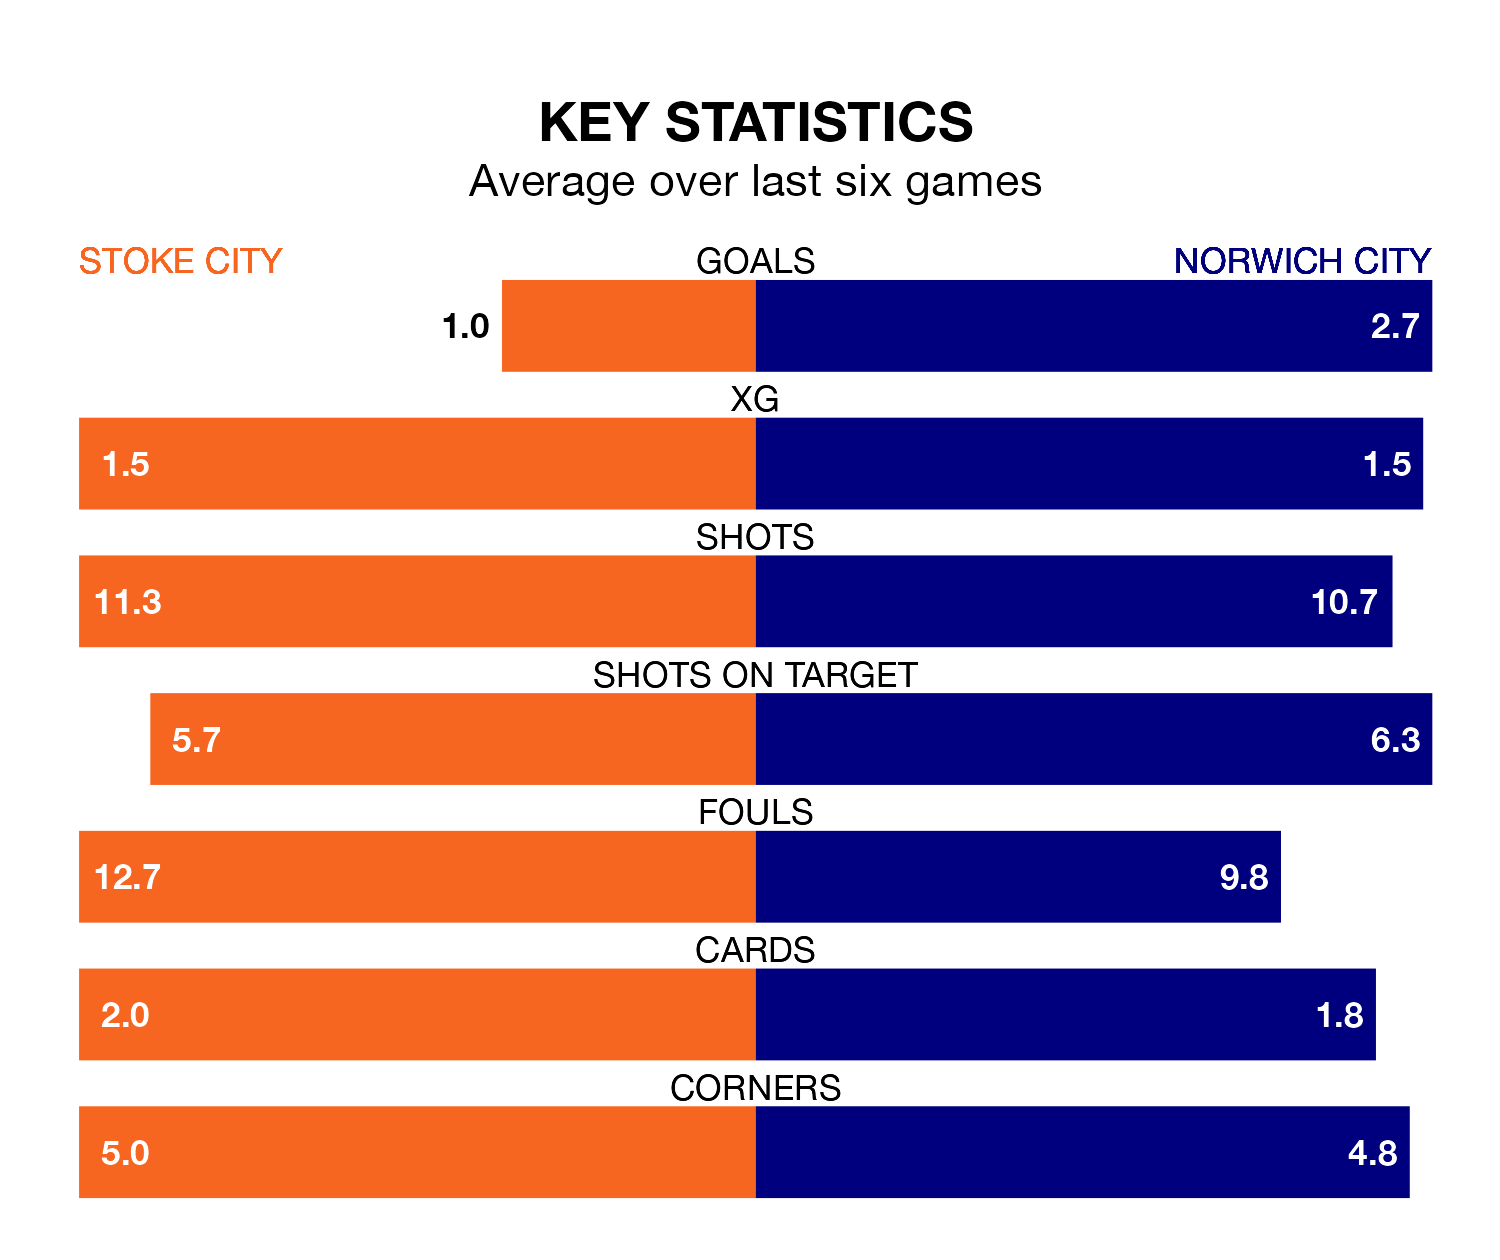 KEY STATISTICS
Average over last six games
STOKE CITY GOALS NORWICH CITY
1.0 2.7
XG
1.5 1.5
SHOTS
11.3 10.7
SHOTS ON TARGET
5.7 6.3
FOULS
12.7 9.8
CARDS
2.0 1.8
CORNERS
5.0 4.8